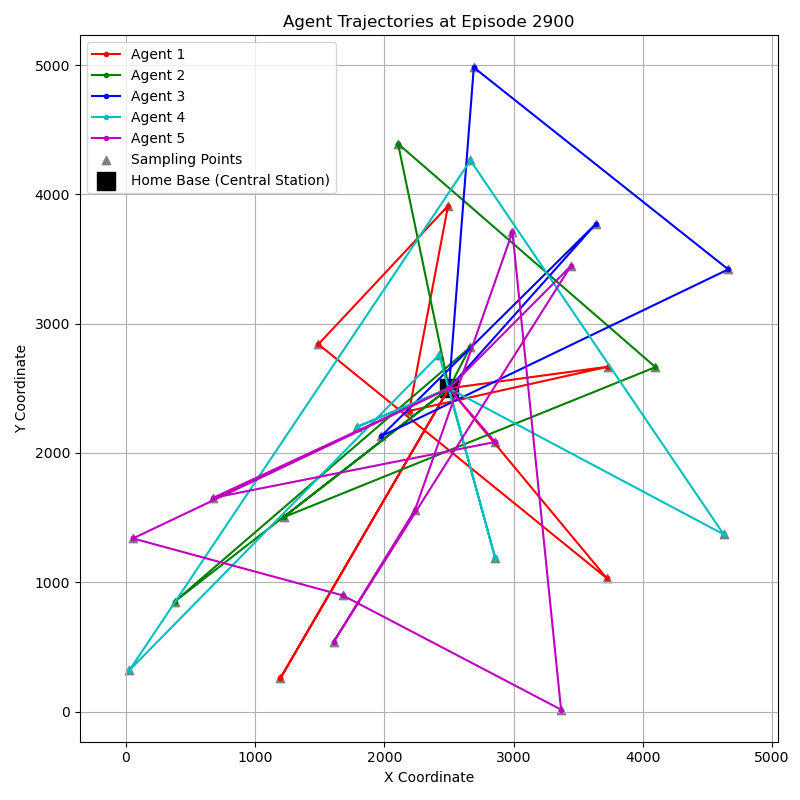 Agent Trajectories at Episode 2900
Agent 1
Agent 2
Agent 3
Agent 4
Agent 5
Sampling Points
Home Base (Central Station)
Y Coordinate
5000
4000
3000
2000
1000
0
0 1000 2000 3000 4000 5000
X Coordinate